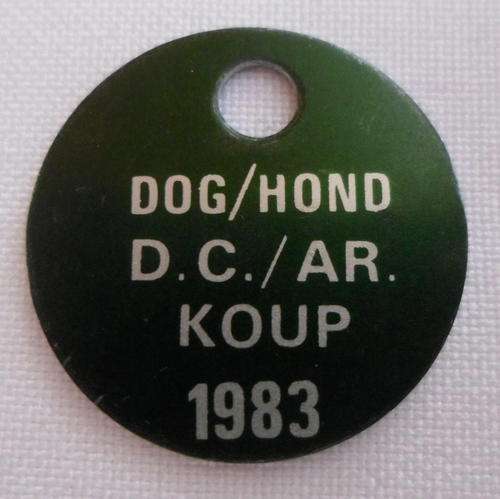 DOG/HOND
D.C./AR.
KOUP
1983